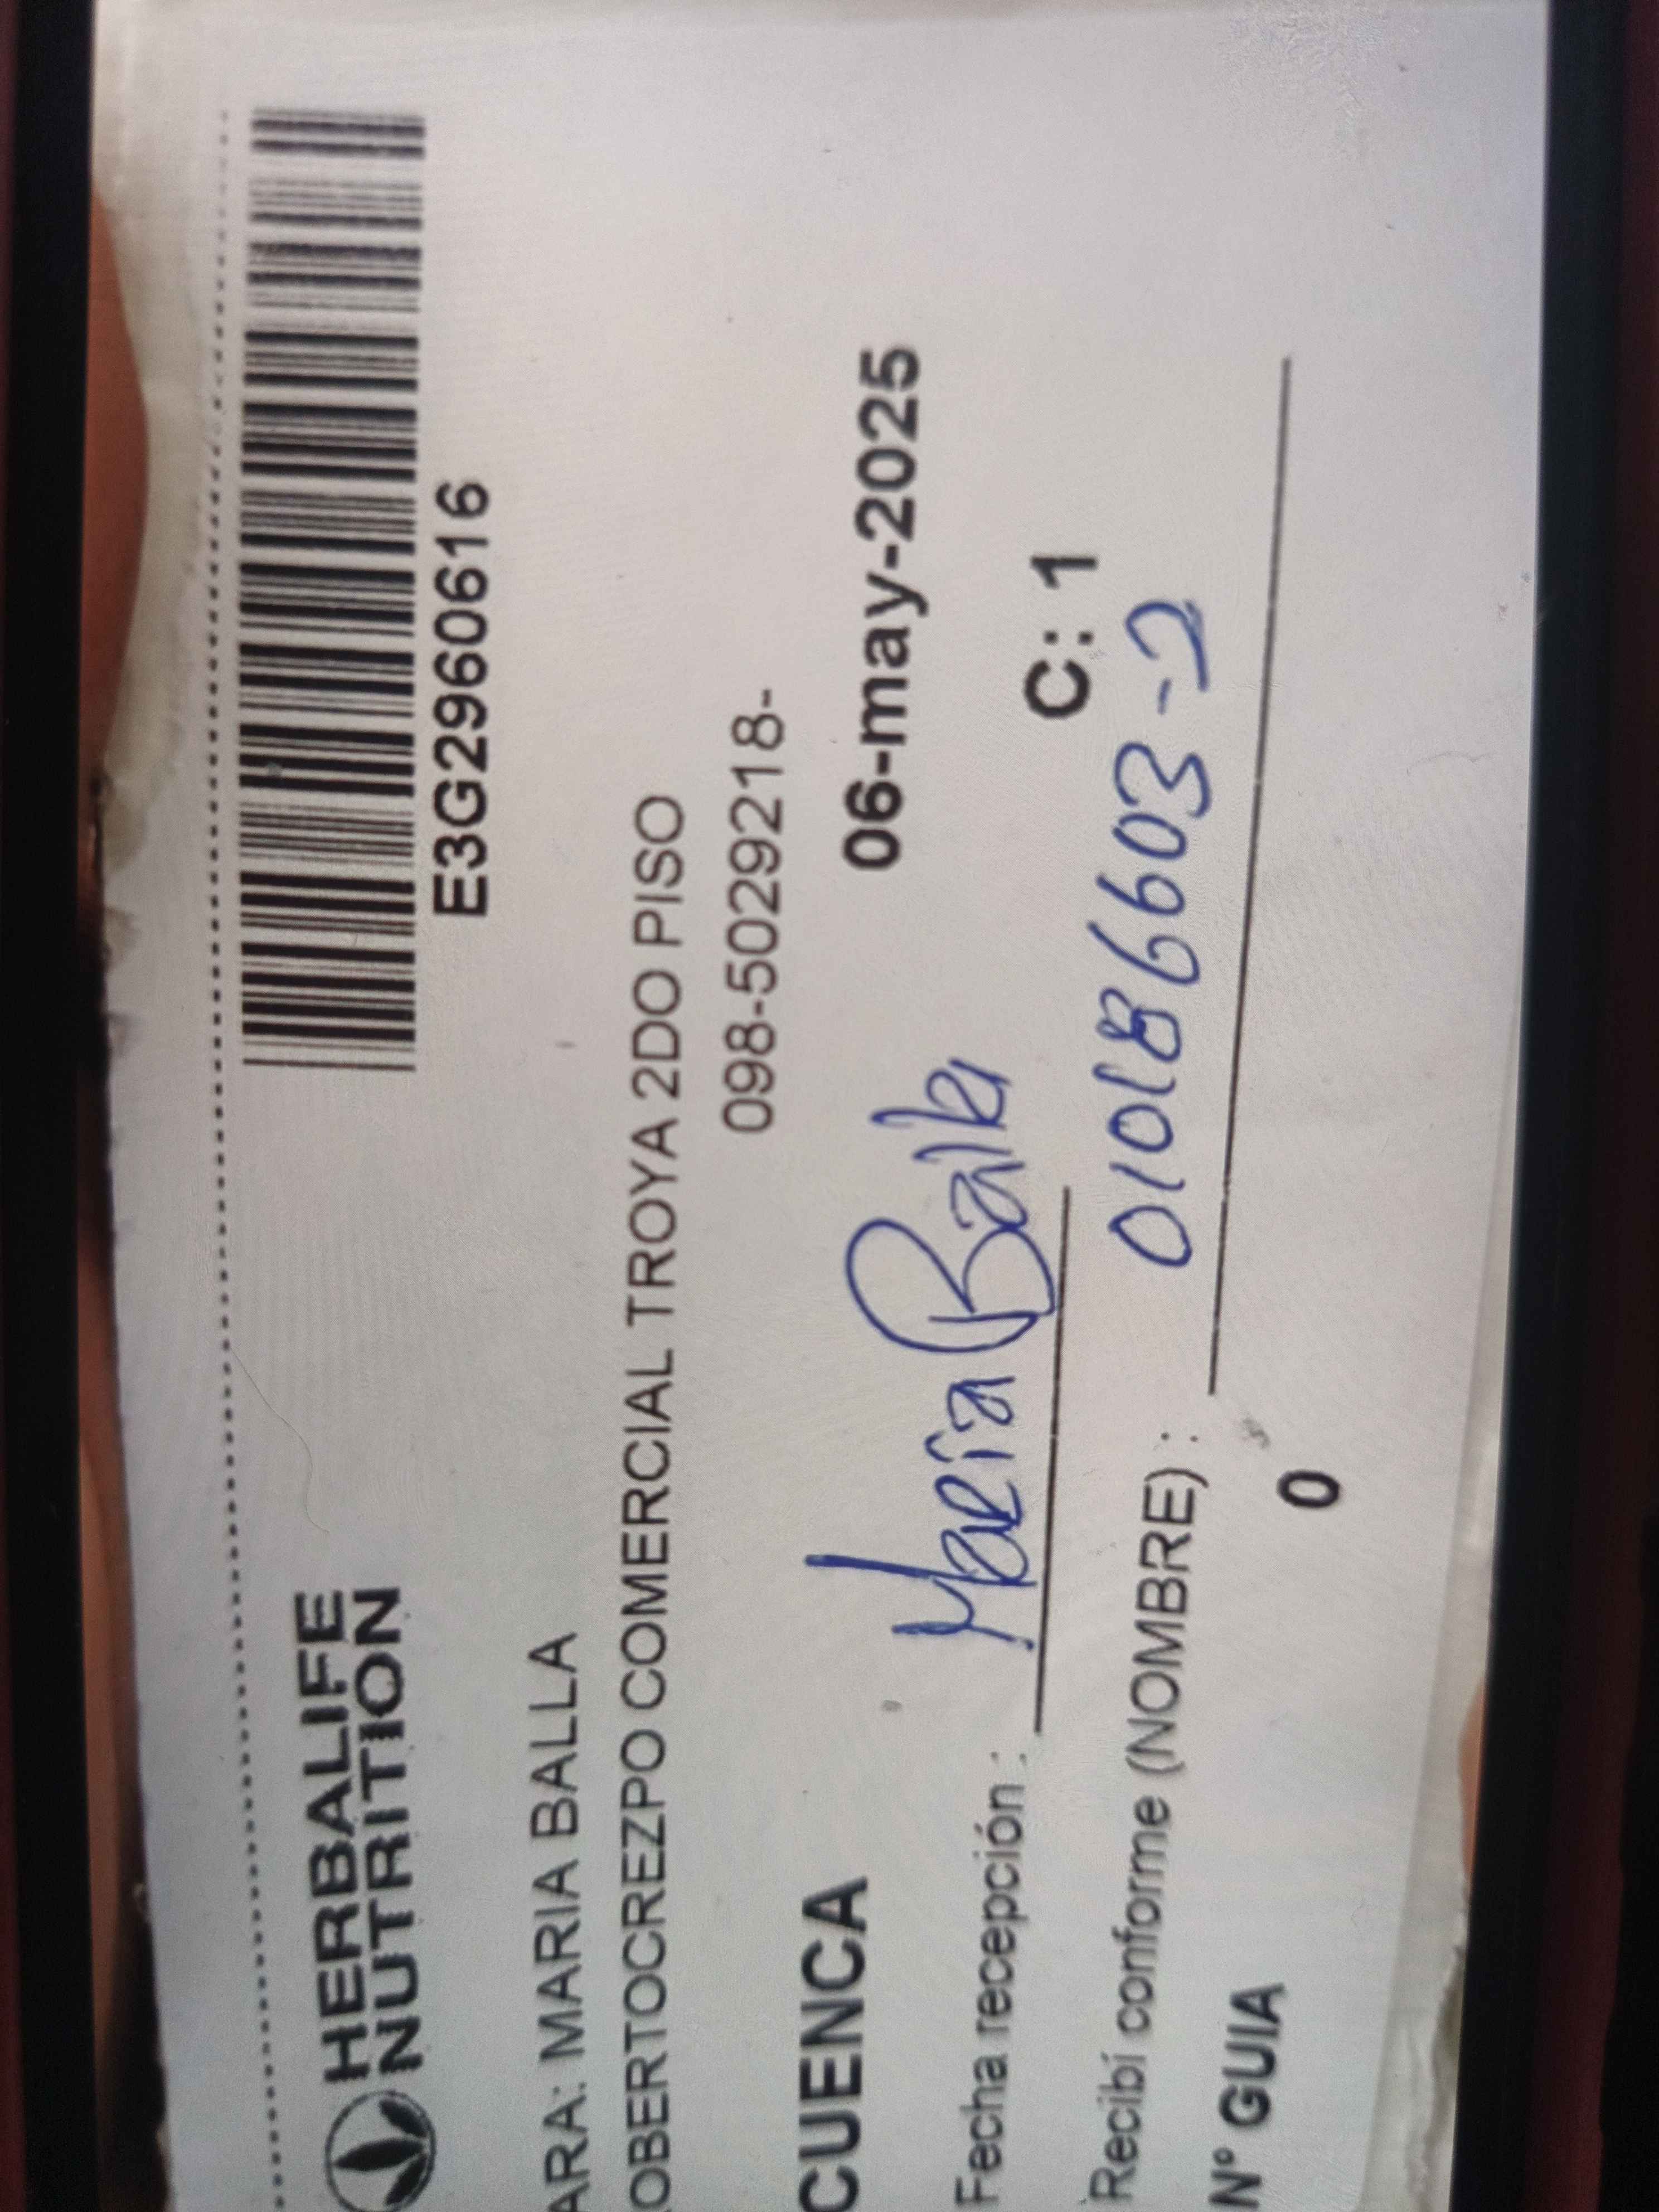 HERBALIFE
NUTRITION
E3G2960616
ARA: MARIA BALLA
OBERTOCREZPO COMERCIAL TROYA 2DO PISO
098-5029218-
CUENCA 06-may-2025
Maria Balla
Fecha recepción : C: 1
010186603-2
Recibí conforme (NOMBRE) :
N° GUIA 0